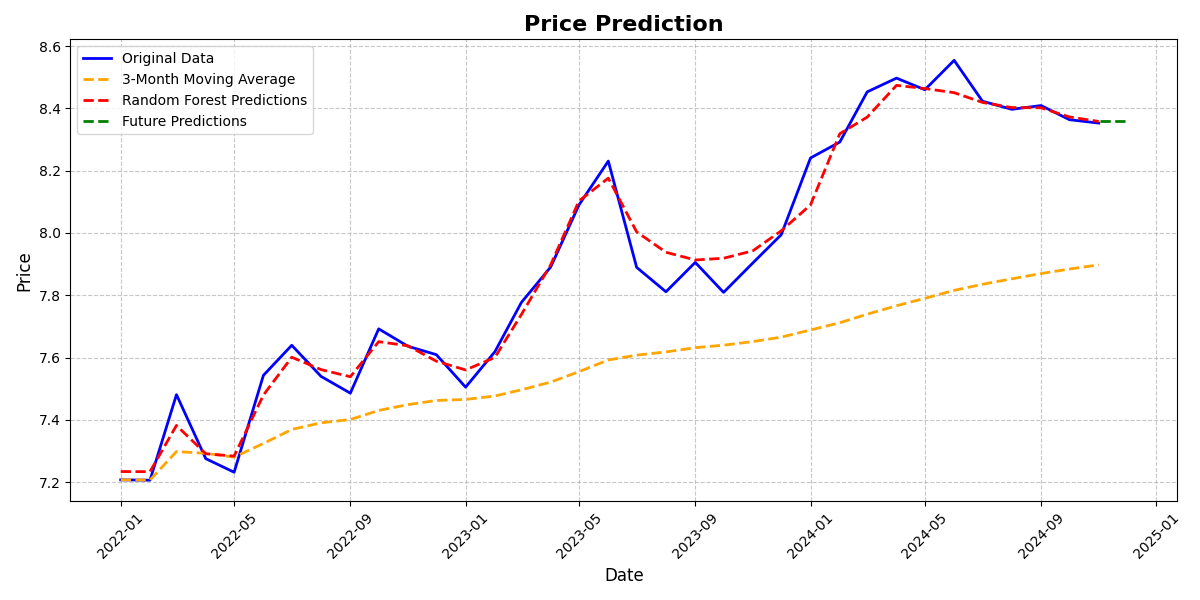 Price Prediction
Original Data
3-Month Moving Average
Random Forest Predictions
Future Predictions
8.6
8.4
8.2
8.0
7.8
7.6
7.4
7.2
Price
2022-01
2022-05
2022-09
2023-01
2023-05
2023-09
2024-01
2024-05
2024-09
2025-01
Date